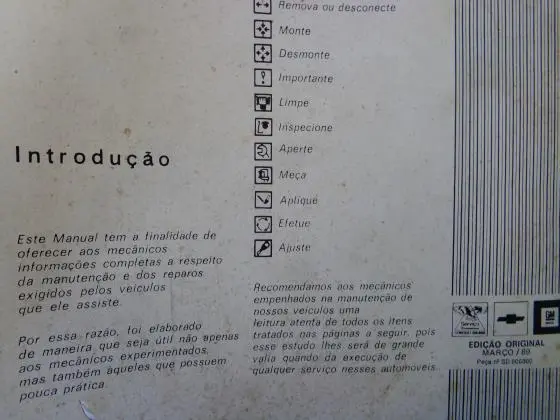 Remova ou desconecte
Monte
Desmonte
Importante
Limpe
Inspecione
Aperte
Meça
Aplique
Efetue
Ajuste
Introdução
Este Manual tem a finalidade de
oferecer aos mecânicos
informações completas a respeito
da manutenção e dos reparos
exigidos pelos veículos
que ele assiste.
Por essa razão, foi elaborado
de maneira que seja útil não apenas
aos mecânicos experimentados,
mas também àqueles que possuem
pouca prática.
Recomendamos aos mecânicos
empenhados na manutenção de
nossos veículos uma
leitura atenta de todos os itens
tratados nas páginas a seguir, pois
esse estudo lhes será de grande
valia quando da execução de
qualquer serviço nesses automóveis.
Serviço
GM
EDIÇÃO ORIGINAL
MARÇO / 89
Peça nº